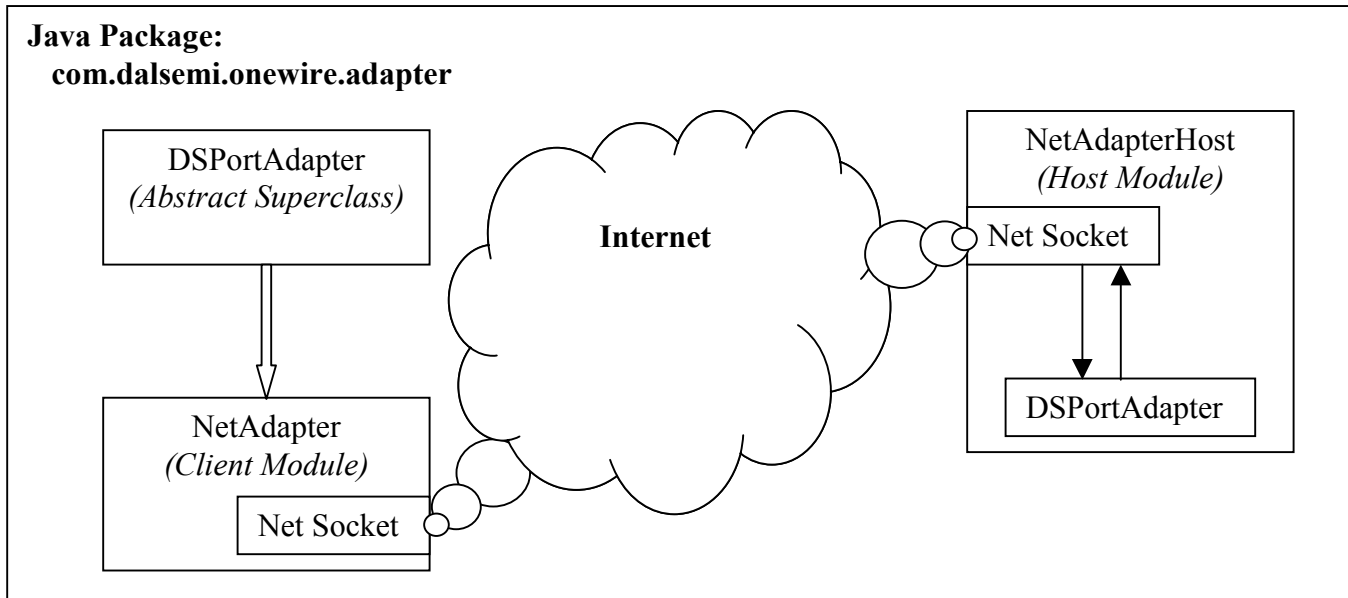 Java Package:
com.dalsemi.onewire.adapter
DSPortAdapter
(Abstract Superclass)
NetAdapter
(Client Module)
Net Socket
Internet
NetAdapterHost
(Host Module)
Net Socket
DSPortAdapter